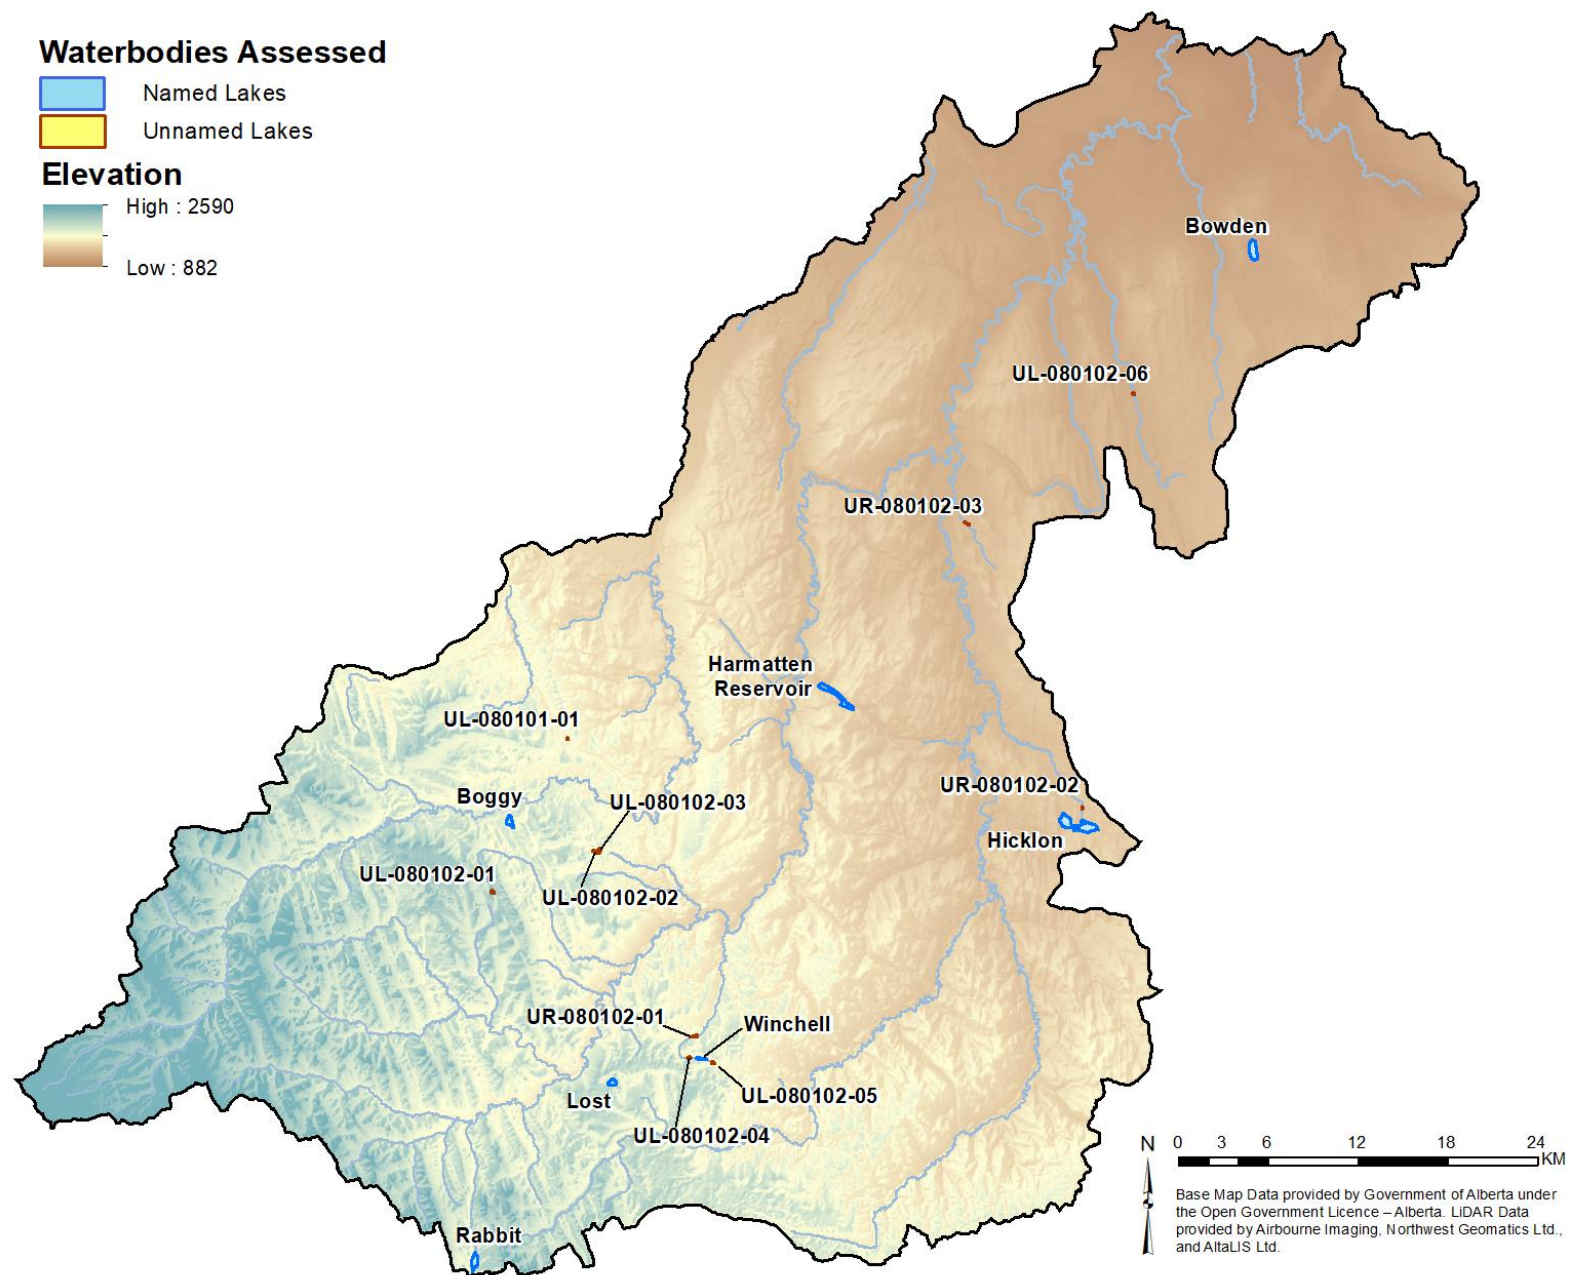 Waterbodies Assessed
Named Lakes
Unnamed Lakes
Elevation
High : 2590
Low : 882
Bowden
UL-080102-06
UR-080102-03
Harmatten
Reservoir
UL-080101-01
UR-080102-02
Boggy
UL-080102-03
Hicklon
UL-080102-01
UL-080102-02
UR-080102-01
Winchell
UL-080102-05
Lost
UL-080102-04
Rabbit
N
0 3 6 12 18 24
KM
Base Map Data provided by Government of Alberta under
the Open Government Licence – Alberta. LiDAR Data
provided by Airbourne Imaging, Northwest Geomatics Ltd.,
and AltaLIS Ltd.